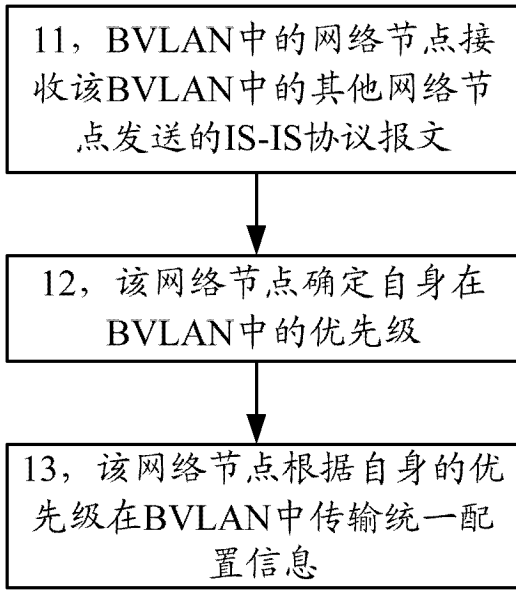 11，BVLAN中的网络节点接
收该BVLAN中的其他网络节
点发送的IS-IS协议报文
12，该网络节点确定自身在
BVLAN中的优先级
13，该网络节点根据自身的优
先级在BVLAN中传输统一配
置信息